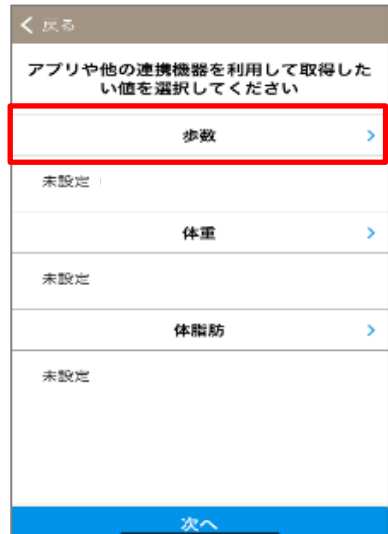 戻る
アプリや他の連携機器を利用して取得した
い値を選択してください
歩数
未設定
体重
未設定
体脂肪
未設定
次へ